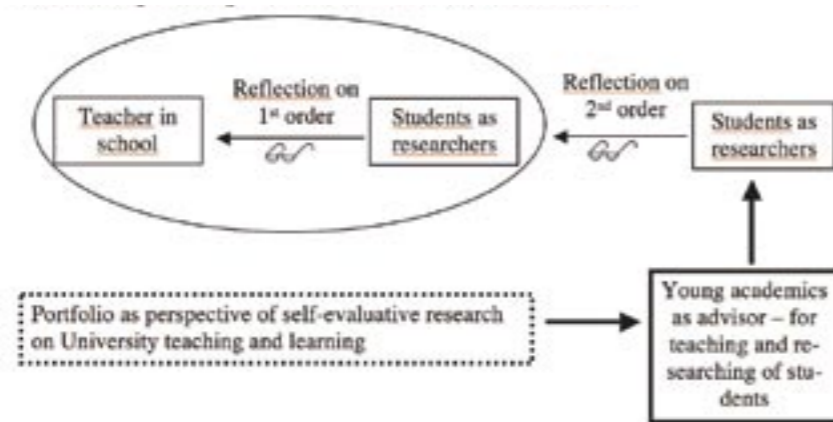 Teacher in
school
Reflection on
1st order
Students as
researchers
Reflection on
2nd order
Students as
researchers
Portfolio as perspective of self-evaluative research
on University teaching and learning
Young academics
as advisor – for
teaching and re-
searching of stu-
dents